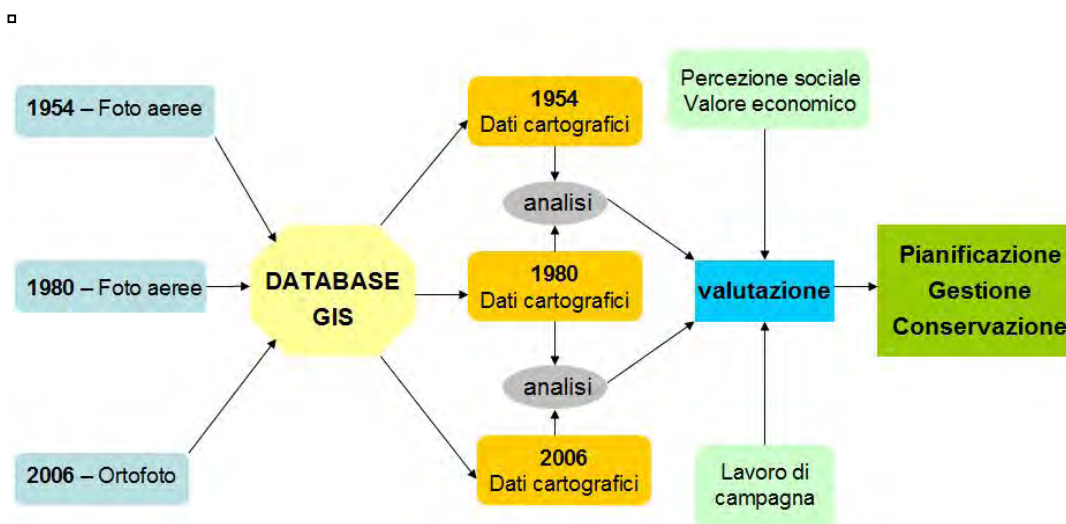 1954 – Foto aeree
1980 – Foto aeree
2006 – Ortofoto
DATABASE
GIS
1954
Dati cartografici
analisi
1980
Dati cartografici
analisi
2006
Dati cartografici
Percezione sociale
Valore economico
valutazione
Lavoro di
campagna
Pianificazione
Gestione
Conservazione